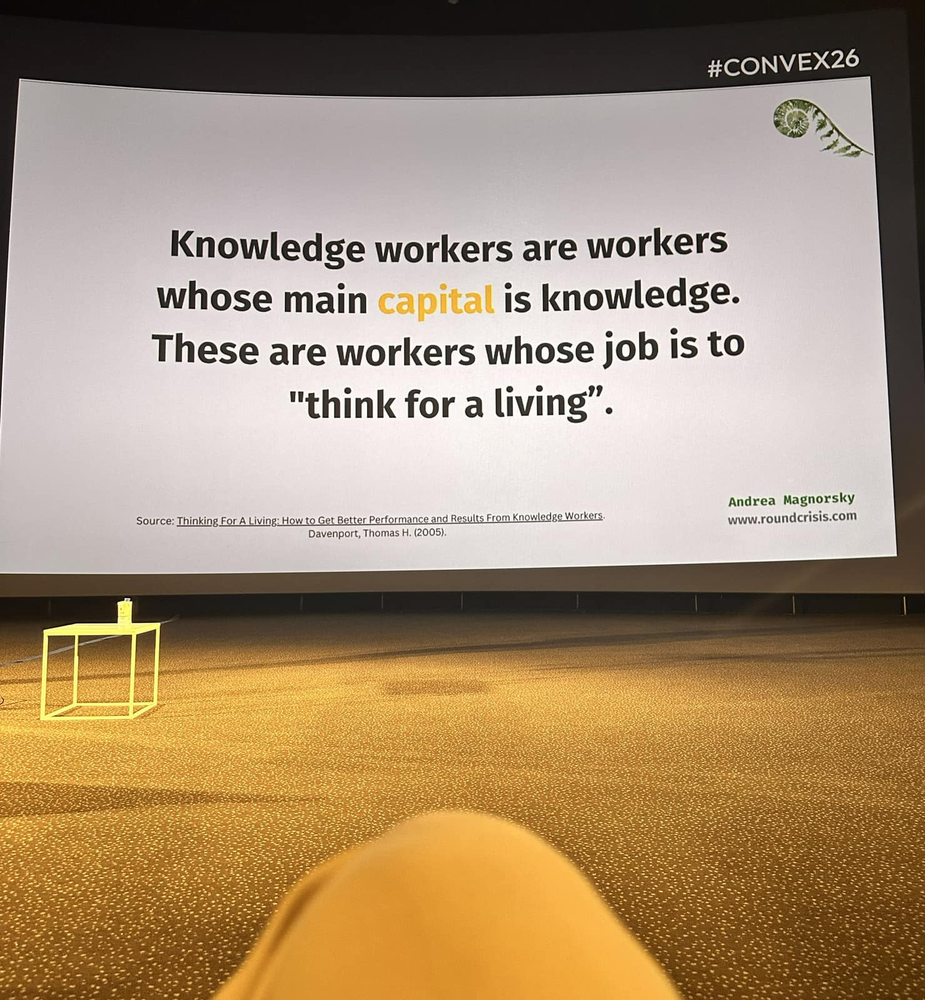 #CONVEX26
Knowledge workers are workers
whose main capital is knowledge.
These are workers whose job is to
"think for a living”.
Source: Thinking For A Living: How to Get Better Performance and Results From Knowledge Workers.
Davenport, Thomas H. (2005).
Andrea Magnorsky
www.roundcrisis.com